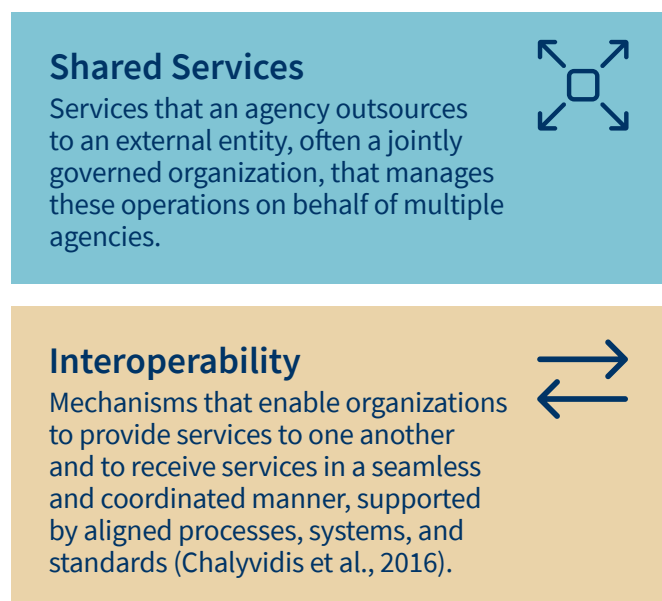 Shared Services
Services that an agency outsources
to an external entity, often a jointly
governed organization, that manages
these operations on behalf of multiple
agencies.
Interoperability
Mechanisms that enable organizations
to provide services to one another
and to receive services in a seamless
and coordinated manner, supported
by aligned processes, systems, and
standards (Chalyvidis et al., 2016).